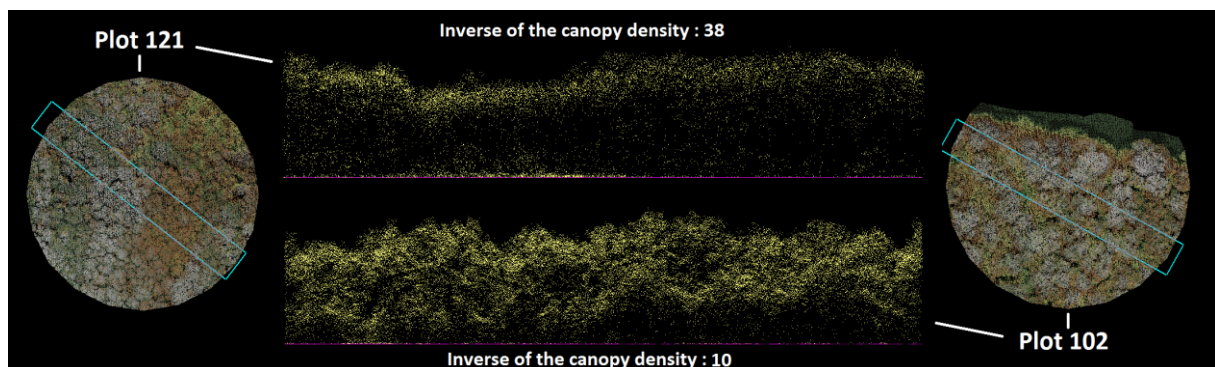 Plot 121
Inverse of the canopy density : 38
Plot 102
Inverse of the canopy density : 10